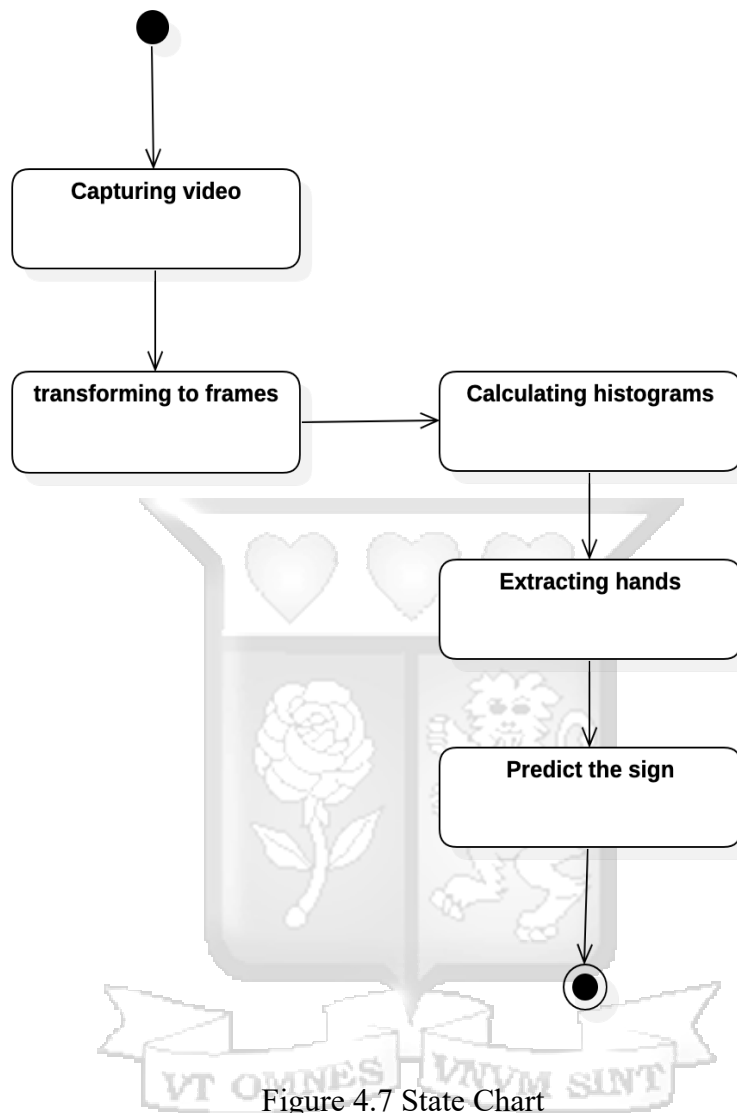 Capturing video
transforming to frames
Calculating histograms
Extracting hands
Predict the sign
VT OMNES VNVM SINT
Figure 4.7 State Chart